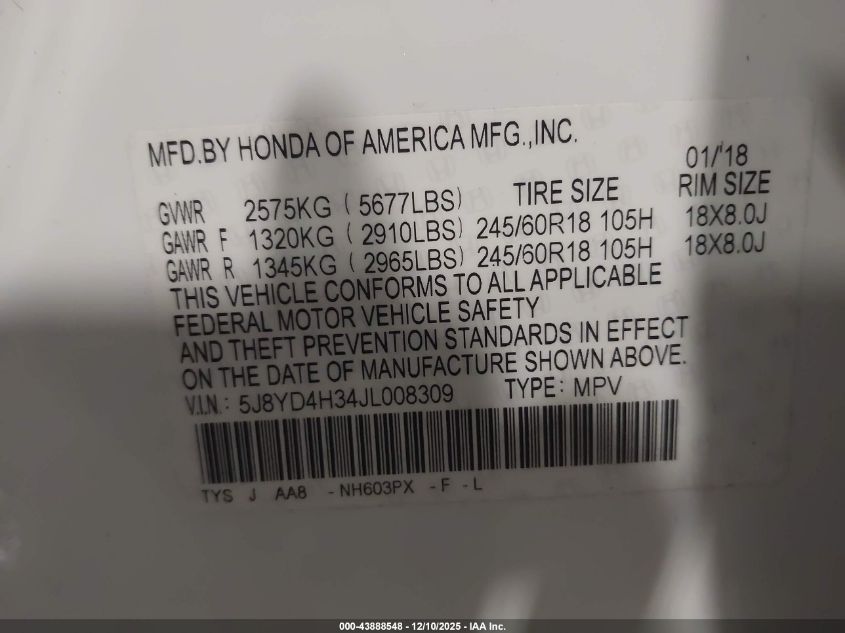 MFD.BY HONDA OF AMERICA MFG.,INC.
01/'18
TIRE SIZE RIM SIZE
GVWR 2575KG ( 5677LBS)
GAWR F 1320KG ( 2910LBS) 245/60R18 105H 18X8.0J
GAWR R 1345KG ( 2965LBS) 245/60R18 105H 18X8.0J
THIS VEHICLE CONFORMS TO ALL APPLICABLE
FEDERAL MOTOR VEHICLE SAFETY
AND THEFT PREVENTION STANDARDS IN EFFECT
ON THE DATE OF MANUFACTURE SHOWN ABOVE.
V.I.N.: 5J8YD4H34JL008309 TYPE: MPV
TYS J AA8 -NH603PX -F -L
000-43888548 - 12/10/2025 - IAA Inc.